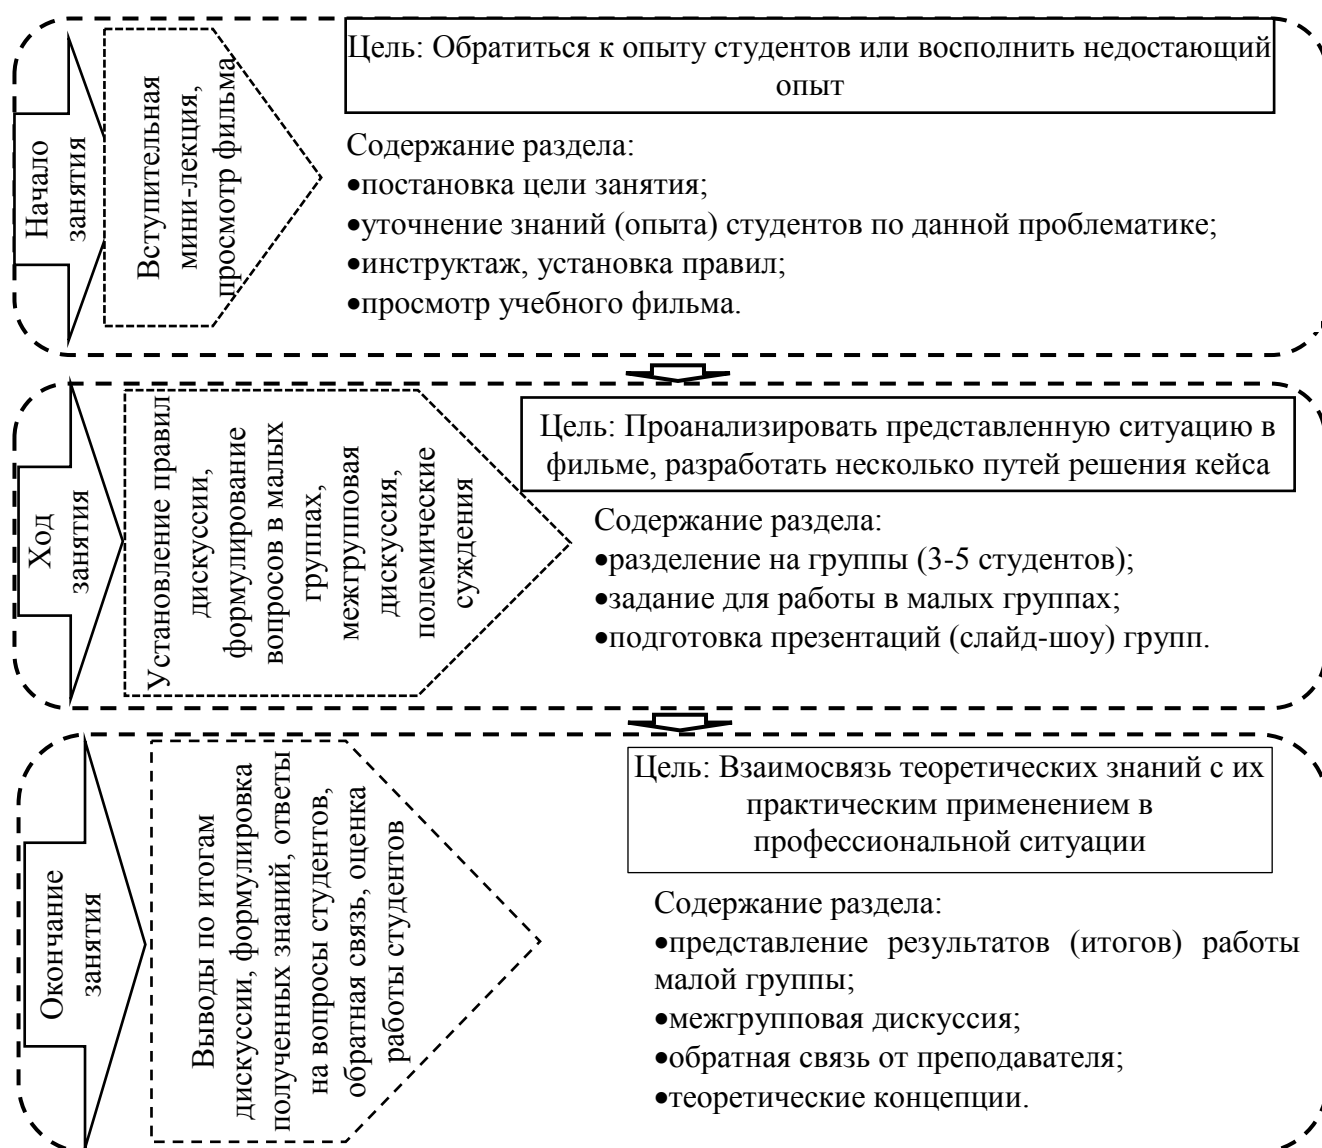 Начало
занятия
Вступительная
мини-лекция,
просмотр фильма
Цель: Обратиться к опыту студентов или восполнить недостающий
опыт
Содержание раздела:
•постановка цели занятия;
•уточнение знаний (опыта) студентов по данной проблематике;
•инструктаж, установка правил;
•просмотр учебного фильма.
Ход
занятия
Установление правил
дискуссии,
формулирование
вопросов в малых
группах,
межгрупповая
дискуссия,
полемические
суждения
Цель: Проанализировать представленную ситуацию в
фильме, разработать несколько путей решения кейса
Содержание раздела:
•разделение на группы (3-5 студентов);
•задание для работы в малых группах;
•подготовка презентаций (слайд-шоу) групп.
Окончание
занятия
Выводы по итогам
дискуссии, формулировка
полученных знаний, ответы
на вопросы студентов,
обратная связь, оценка
работы студентов
Цель: Взаимосвязь теоретических знаний с их
практическим применением в
профессиональной ситуации
Содержание раздела:
•представление результатов (итогов) работы
малой группы;
•межгрупповая дискуссия;
•обратная связь от преподавателя;
•теоретические концепции.